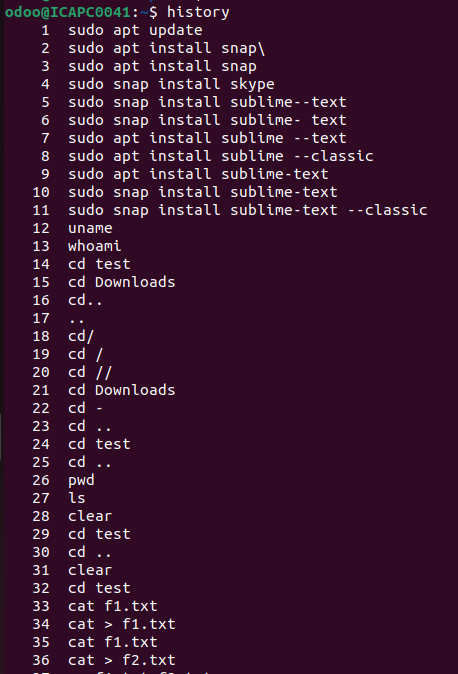 odoo@ICAPC0041:~$ history
1 sudo apt update
2 sudo apt install snap\
3 sudo apt install snap
4 sudo snap install skype
5 sudo snap install sublime--text
6 sudo snap install sublime- text
7 sudo apt install sublime --text
8 sudo apt install sublime --classic
9 sudo apt install sublime-text
10 sudo snap install sublime-text
11 sudo snap install sublime-text --classic
12 uname
13 whoami
14 cd test
15 cd Downloads
16 cd..
17 ..
18 cd/
19 cd /
20 cd //
21 cd Downloads
22 cd -
23 cd ..
24 cd test
25 cd ..
26 pwd
27 ls
28 clear
29 cd test
30 cd ..
31 clear
32 cd test
33 cat f1.txt
34 cat > f1.txt
35 cat f1.txt
36 cat > f2.txt